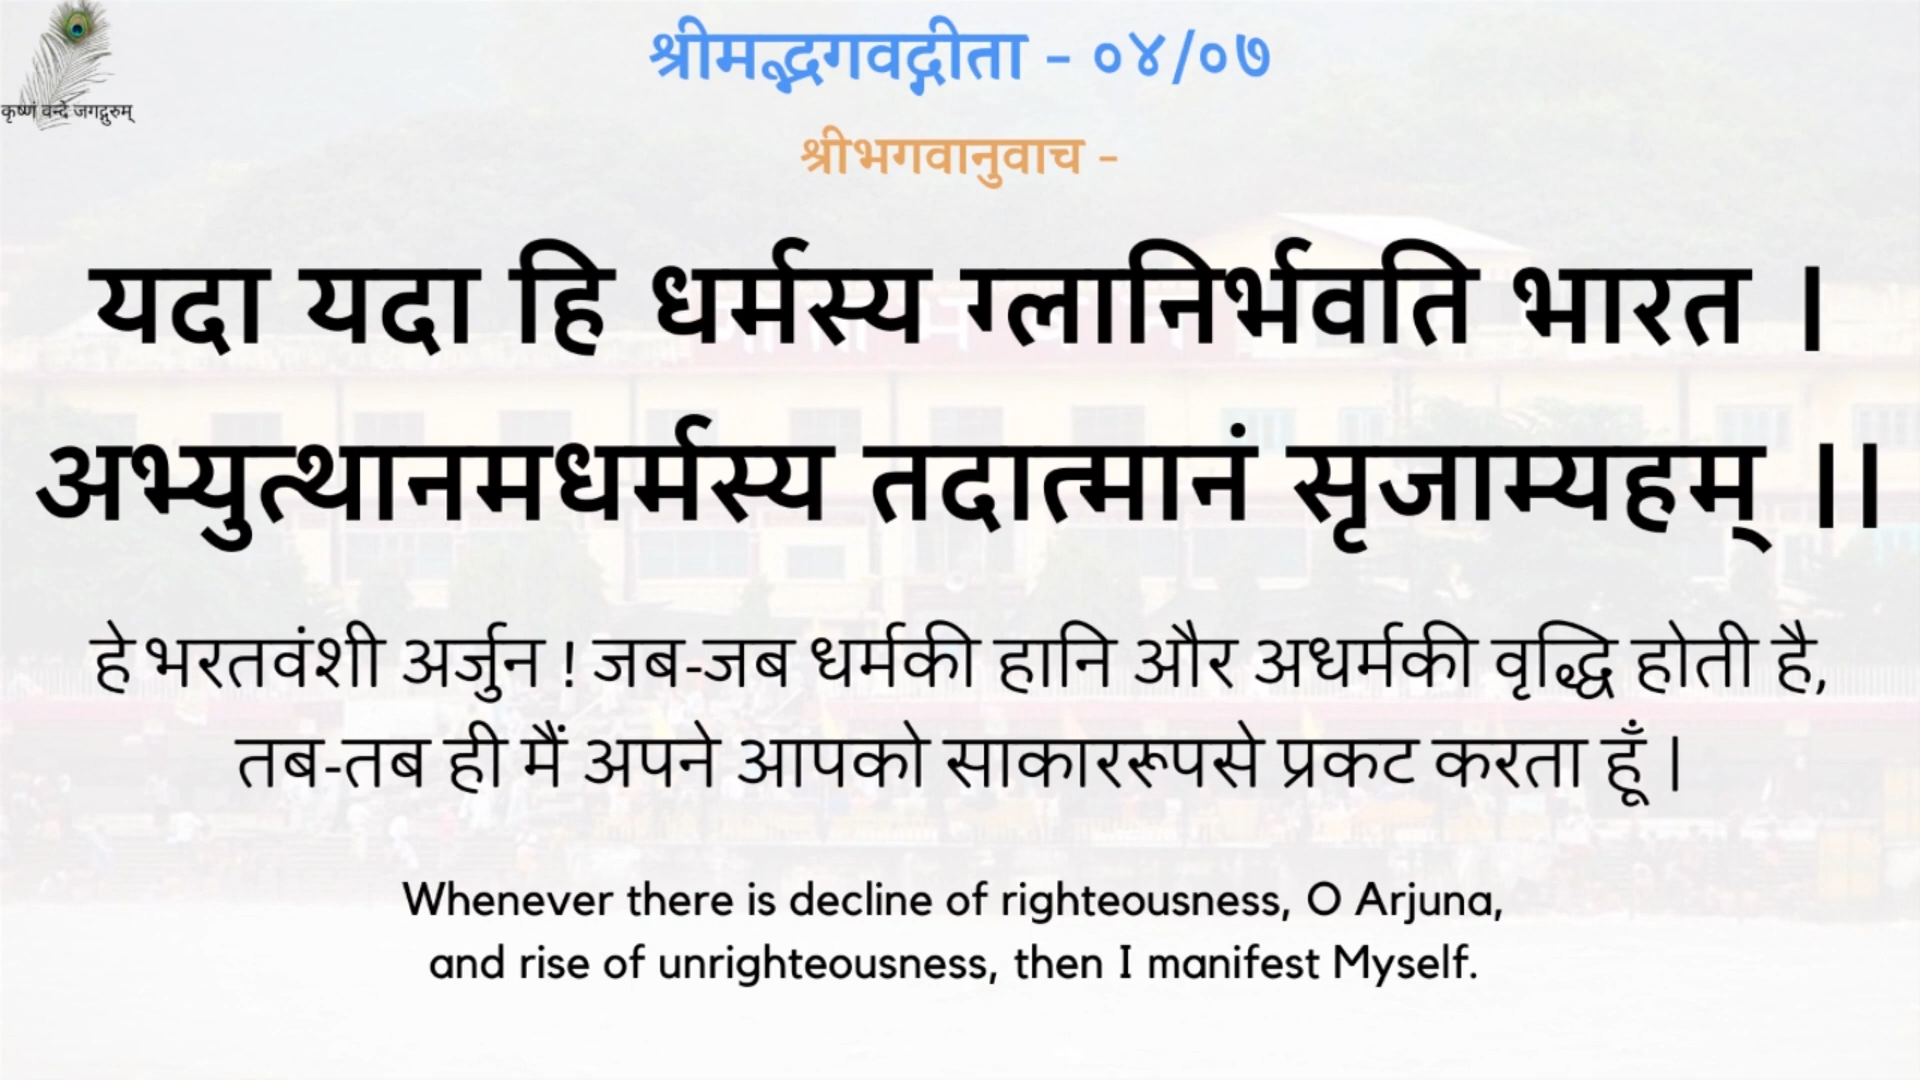 कृष्णं वन्दे जगद्गुरुम्
श्रीमद्भगवद्गीता - ०४/०७
श्रीभगवानुवाच -
यदा यदा हि धर्मस्य ग्लानिर्भवति भारत ।
अभ्युत्थानमधर्मस्य तदात्मानं सृजाम्यहम् ।।
हे भरतवंशी अर्जुन ! जब-जब धर्मकी हानि और अधर्मकी वृद्धि होती है,
तब-तब ही मैं अपने आपको साकाररूपसे प्रकट करता हूँ |
Whenever there is decline of righteousness, O Arjuna,
and rise of unrighteousness, then I manifest Myself.